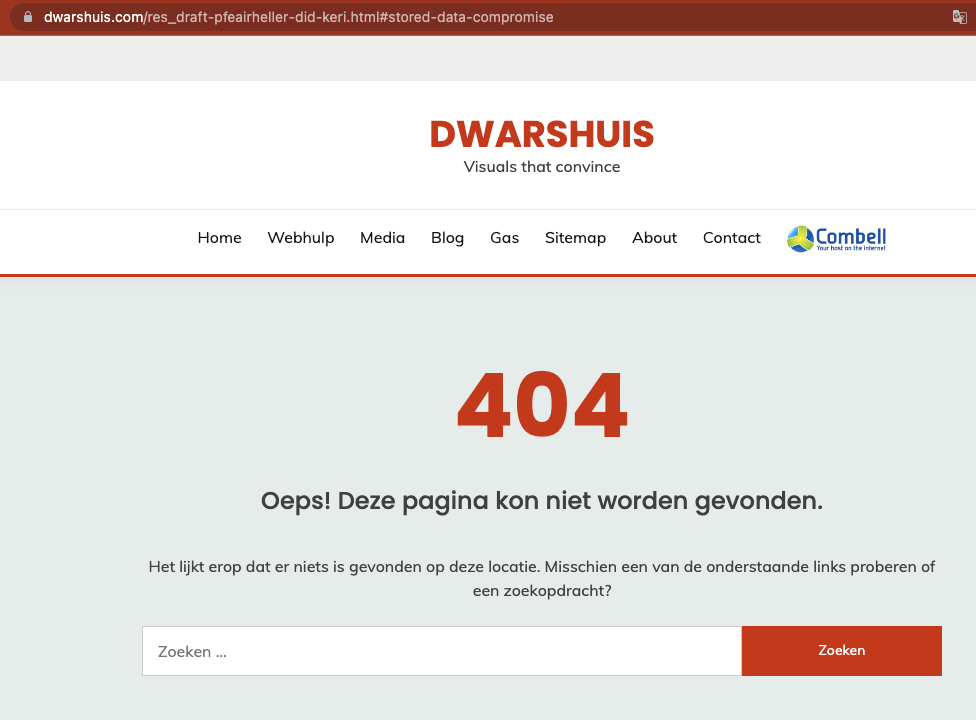 dwarshuis.com/res_draft-pfeairheller-did-keri.html#stored-data-compromise
DWARSHUIS
Visuals that convince
Home Webhulp Media Blog Gas Sitemap About Contact Combell
Your host on the internet
404
Oeps! Deze pagina kon niet worden gevonden.
Het lijkt erop dat er niets is gevonden op deze locatie. Misschien een van de onderstaande links proberen of
een zoekopdracht?
Zoeken ... Zoeken